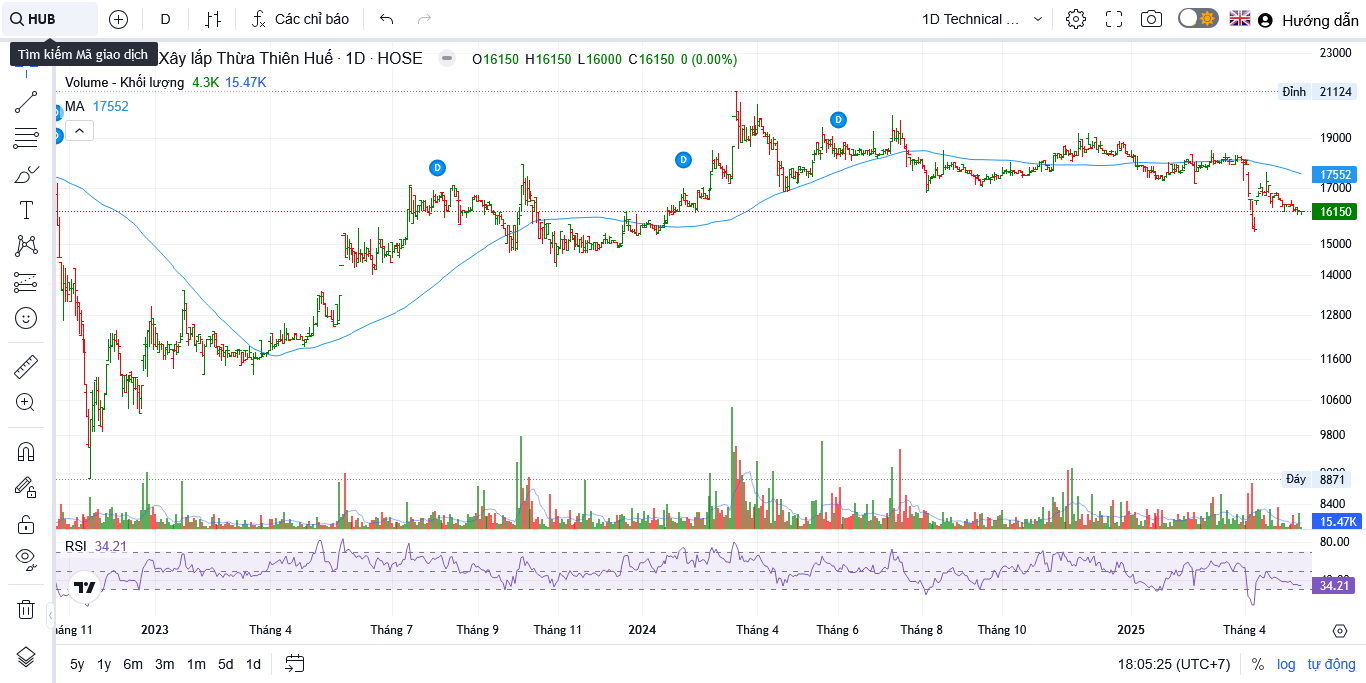 HUB
D
Các chỉ báo
1D Technical ...
Hướng dẫn
Tìm kiếm Mã giao dịch
Xây lắp Thừa Thiên Huế · 1D · HOSE
O16150 H16150 L16000 C16150 0 (0.00%)
Volume - Khối lượng 4.3K 15.47K
MA 17552
D
D
D
23000
Đỉnh 21124
19000
17552
17000
16150
15000
14000
12800
11600
10600
9800
Đáy 8871
8400
15.47K
RSI 34.21
80.00
34.21
2023
Tháng 4
Tháng 7
Tháng 9
Tháng 11
2024
Tháng 4
Tháng 6
Tháng 8
Tháng 10
2025
Tháng 4
5y 1y 6m 3m 1m 5d 1d
18:05:25 (UTC+7)
% log tự động